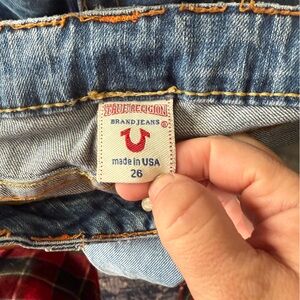 TRUE RELIGION
BRAND JEANS ®
made in USA
26